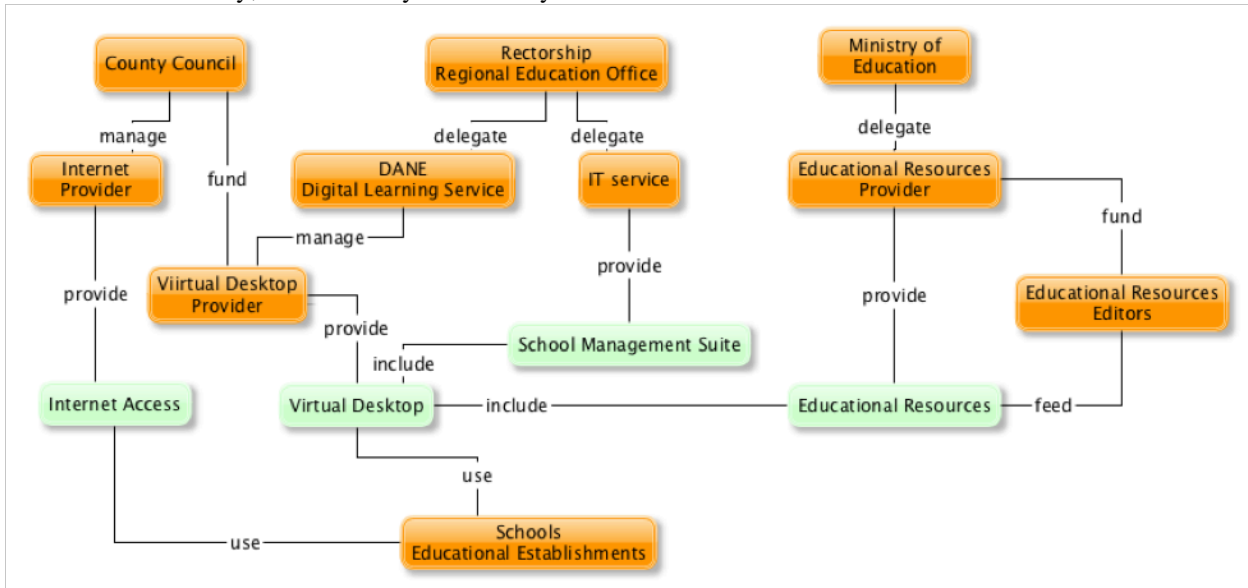 County Council
Rectorship
Regional Education Office
Ministry of
Education
manage
delegate
delegate
delegate
Internet
Provider
fund
DANE
Digital Learning Service
IT service
Educational Resources
Provider
fund
manage
provide
Viirtual Desktop
Provider
provide
provide
provide
Educational Resources
Editors
School Management Suite
include
Internet Access
Virtual Desktop
include
Educational Resources
feed
use
use
Schools
Educational Establishments